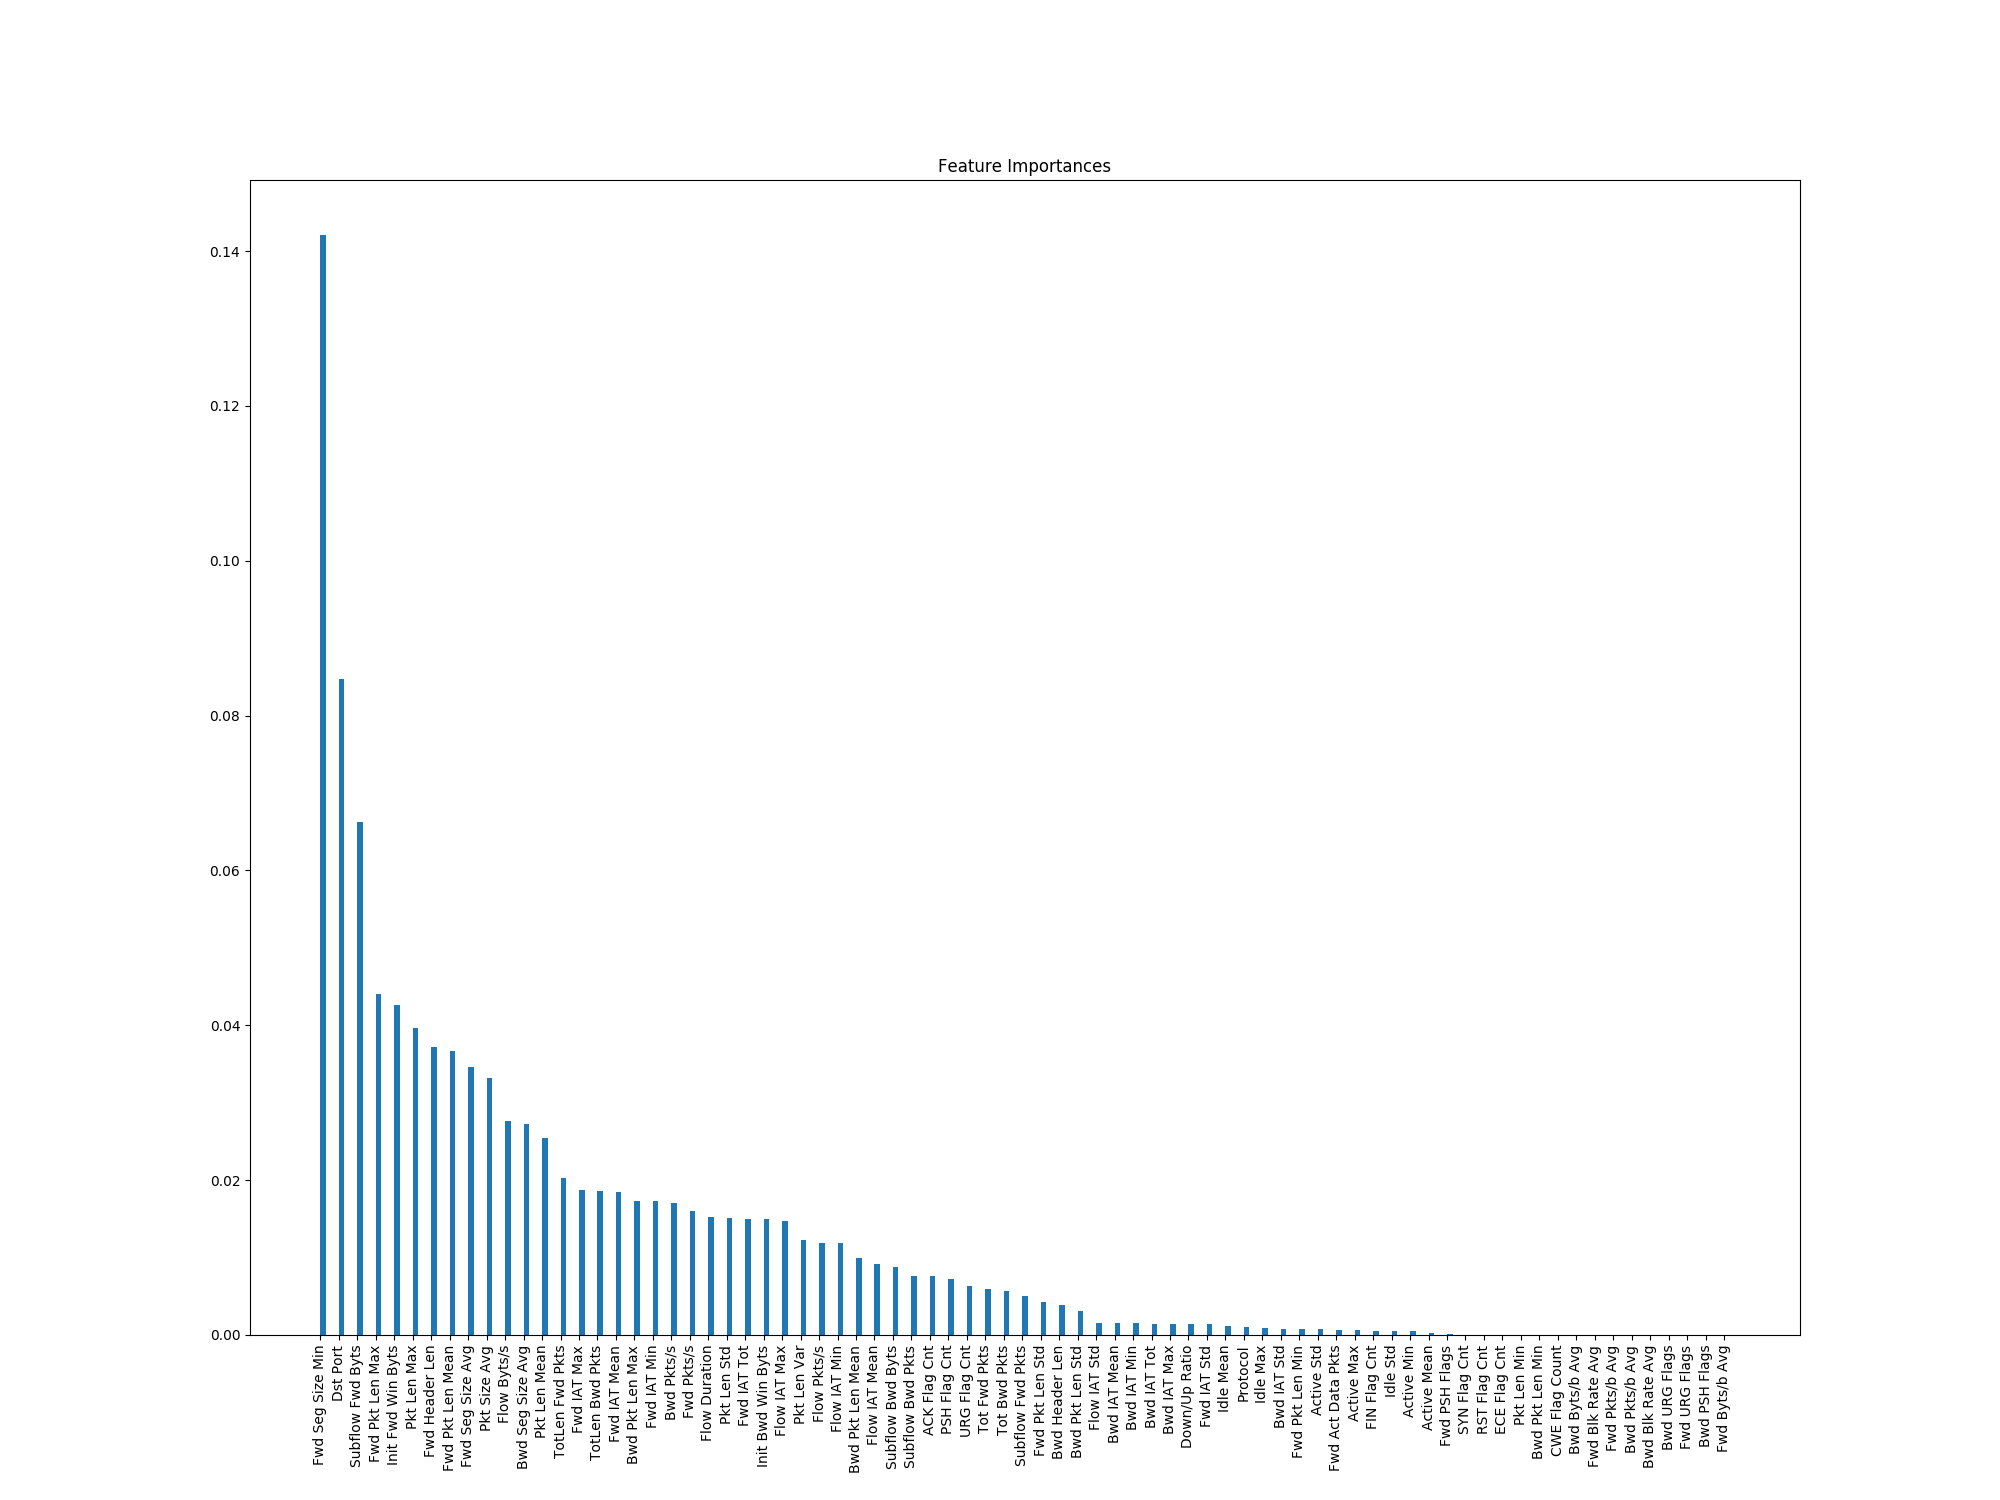 Feature Importances
0.14
0.12
0.10
0.08
0.06
0.04
0.02
0.00
Fwd Seg Size Min
Dst Port
Subflow Fwd Byts
Fwd Pkt Len Max
Init Fwd Win Byts
Pkt Len Max
Fwd Header Len
Fwd Pkt Len Mean
Fwd Seg Size Avg
Pkt Size Avg
Flow Byts/s
Bwd Seg Size Avg
Pkt Len Mean
TotLen Fwd Pkts
Fwd IAT Max
TotLen Bwd Pkts
Fwd IAT Mean
Bwd Pkt Len Max
Fwd IAT Min
Bwd Pkts/s
Fwd Pkts/s
Flow Duration
Pkt Len Std
Fwd IAT Tot
Init Bwd Win Byts
Flow IAT Max
Pkt Len Var
Flow Pkts/s
Flow IAT Min
Bwd Pkt Len Mean
Flow IAT Mean
Subflow Bwd Byts
Subflow Bwd Pkts
ACK Flag Cnt
PSH Flag Cnt
URG Flag Cnt
Tot Fwd Pkts
Tot Bwd Pkts
Subflow Fwd Pkts
Fwd Pkt Len Std
Bwd Header Len
Bwd Pkt Len Std
Flow IAT Std
Bwd IAT Mean
Bwd IAT Min
Bwd IAT Tot
Bwd IAT Max
Down/Up Ratio
Fwd IAT Std
Idle Mean
Protocol
Idle Max
Bwd IAT Std
Fwd Pkt Len Min
Active Std
Fwd Act Data Pkts
Active Max
FIN Flag Cnt
Idle Std
Active Min
Active Mean
Fwd PSH Flags
SYN Flag Cnt
RST Flag Cnt
ECE Flag Cnt
Pkt Len Min
Bwd Pkt Len Min
CWE Flag Count
Bwd Byts/b Avg
Fwd Blk Rate Avg
Fwd Pkts/b Avg
Bwd Pkts/b Avg
Bwd Blk Rate Avg
Bwd URG Flags
Fwd URG Flags
Bwd PSH Flags
Fwd Byts/b Avg